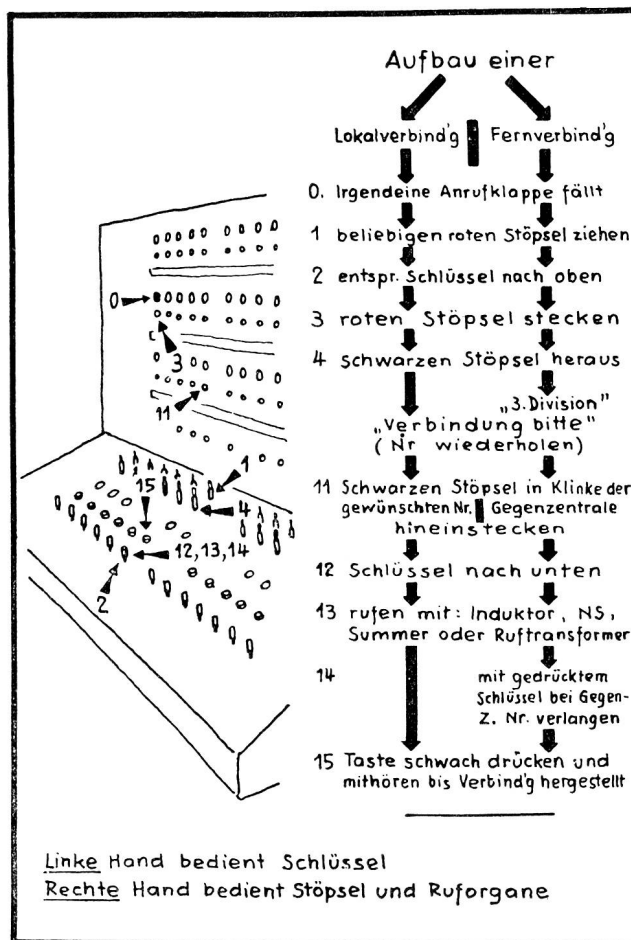 Aufbau einer
Lokalverbind'g Fernverbind'g
0. Irgendeine Anrufklappe fällt
1 beliebigen roten Stöpsel ziehen
2 entspr. Schlüssel nach oben
3 roten Stöpsel stecken
4 schwarzen Stöpsel heraus
„3. Division"
„Verbindung bitte"
(Nr wiederholen)
11 Schwarzen Stöpsel in Klinke der
gewünschten Nr. Gegenzentrale
hineinstecken
12 Schlüssel nach unten
13 rufen mit: Induktor, NS,
Summer oder Ruftransformer
14 mit gedrücktem
Schlüssel bei Gegen-
Z. Nr. verlangen
15 Taste schwach drücken und
mithören bis Verbind'g hergestellt
0
3
11
1
15
4
12,13,14
2
Linke Hand bedient Schlüssel
Rechte Hand bedient Stöpsel und Ruforgane